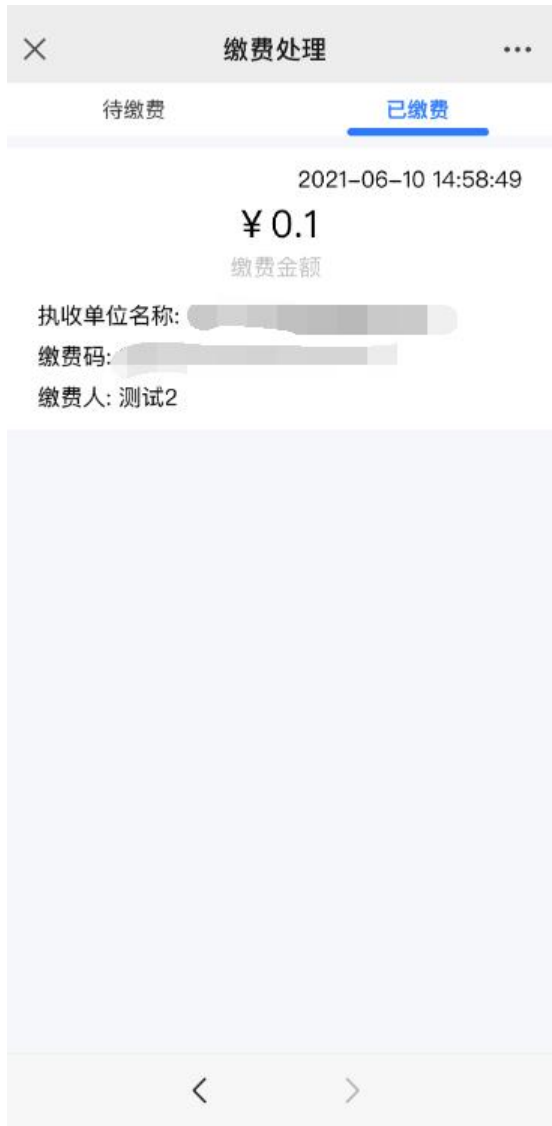 缴费处理
待缴费 已缴费
2021-06-10 14:58:49
¥ 0.1
缴费金额
执收单位名称:
缴费码:
缴费人: 测试2